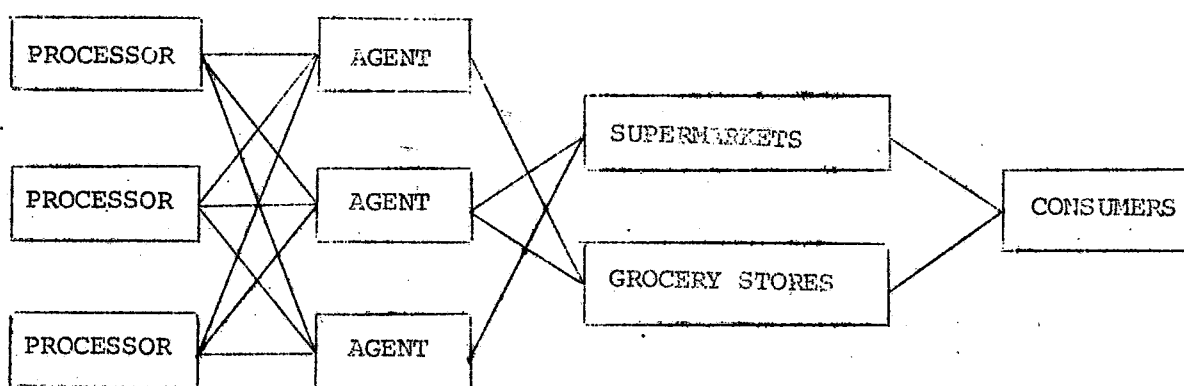 PROCESSOR
AGENT
SUPERMARKETS
PROCESSOR
AGENT
CONSUMERS
GROCERY STORES
PROCESSOR
AGENT